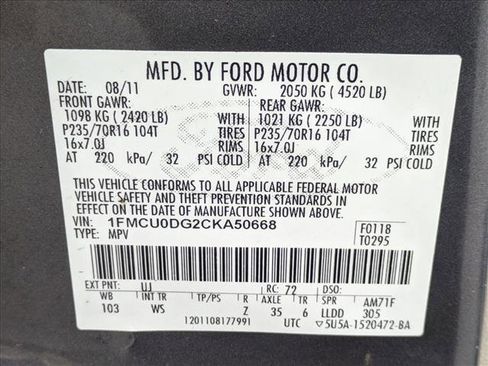 MFD. BY FORD MOTOR CO.
DATE: 08/11 GVWR: 2050 KG ( 4520 LB)
FRONT GAWR: REAR GAWR:
1098 KG ( 2420 LB) WITH 1021 KG ( 2250 LB) WITH
P235/70R16 104T TIRES P235/70R16 104T TIRES
16x7.0J RIMS 16x7.0J RIMS
AT 220 kPa/ 32 PSI COLD AT 220 kPa/ 32 PSI COLD
THIS VEHICLE CONFORMS TO ALL APPLICABLE FEDERAL MOTOR
VEHICLE SAFETY AND THEFT PREVENTION STANDARDS IN
EFFECT ON THE DATE OF MANUFACTURE SHOWN ABOVE.
VIN: 1FMCU0DG2CKA50668 F0118
TYPE: MPV T0295
EXT PNT: UJ RC: 72 DSO:
WB INT TR TP/PS R AXLE TR SPR AM71F
103 WS Z 35 6 LLDD 305
1201108177991 UTC ▽5U5A-1520472-BA
Ford